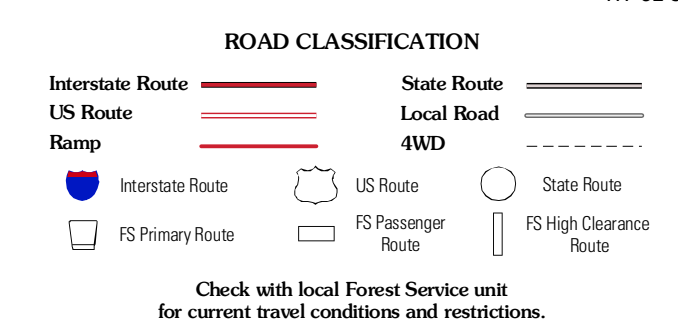 ROAD CLASSIFICATION
Interstate Route
State Route
US Route
Local Road
Ramp
4WD
Interstate Route
US Route
State Route
FS Primary Route
FS Passenger
Route
FS High Clearance
Route
Check with local Forest Service unit
for current travel conditions and restrictions.